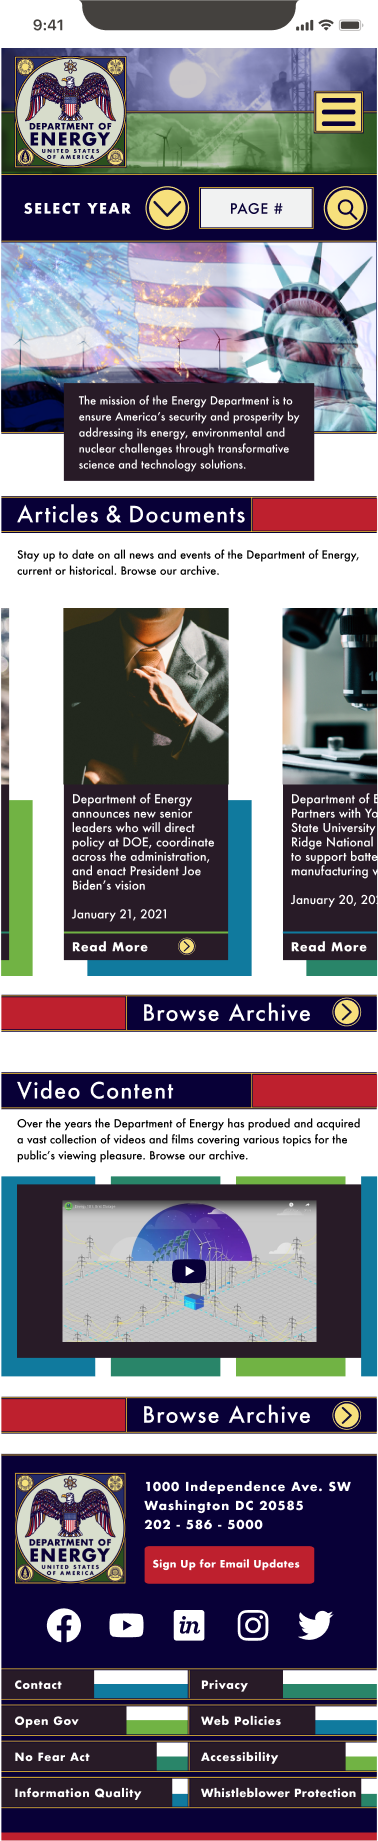 9:41
DEPARTMENT OF
ENERGY
UNITED STATES
OF AMERICA
SELECT YEAR
PAGE #
The mission of the Energy Department is to
ensure America's security and prosperity by
addressing its energy, environmental and
nuclear challenges through transformative
science and technology solutions.
Articles & Documents
Stay up to date on all news and events of the Department of Energy,
current or historical. Browse our archive.
Department of Energy
announces new senior
leaders who will direct
policy at DOE, coordinate
across the administration,
and enact President Joe
Biden's vision
January 21, 2021
Read More
Department of E
Partners with Yo
State University
Ridge National
to support batte
manufacturing w
January 20, 20
Read More
Browse Archive
Video Content
Over the years the Department of Energy has produed and acquired
a vast collection of videos and films covering various topics for the
public's viewing pleasure. Browse our archive.
Browse Archive
DEPARTMENT OF
ENERGY
UNITED STATES
OF AMERICA
1000 Independence Ave. SW
Washington DC 20585
202 - 586 - 5000
Sign Up for Email Updates
in
Contact
Privacy
Open Gov
Web Policies
No Fear Act
Accessibility
Information Quality
Whistleblower Protection